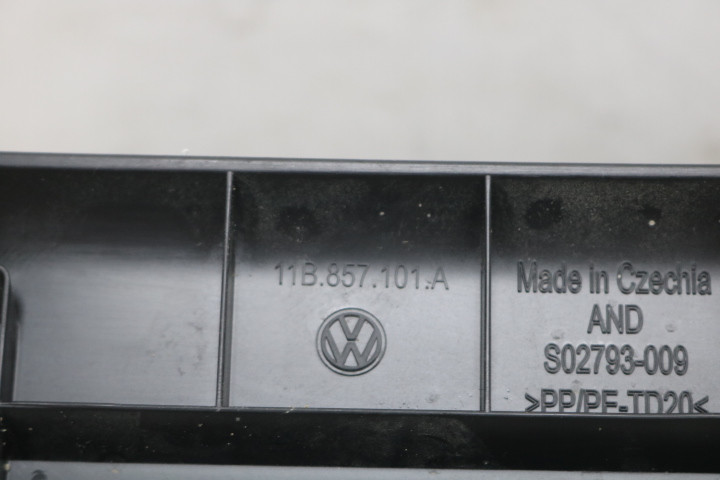 11B.857.101.A
Made in Czechia
AND
S02793-009
>PP/PE-TD20<